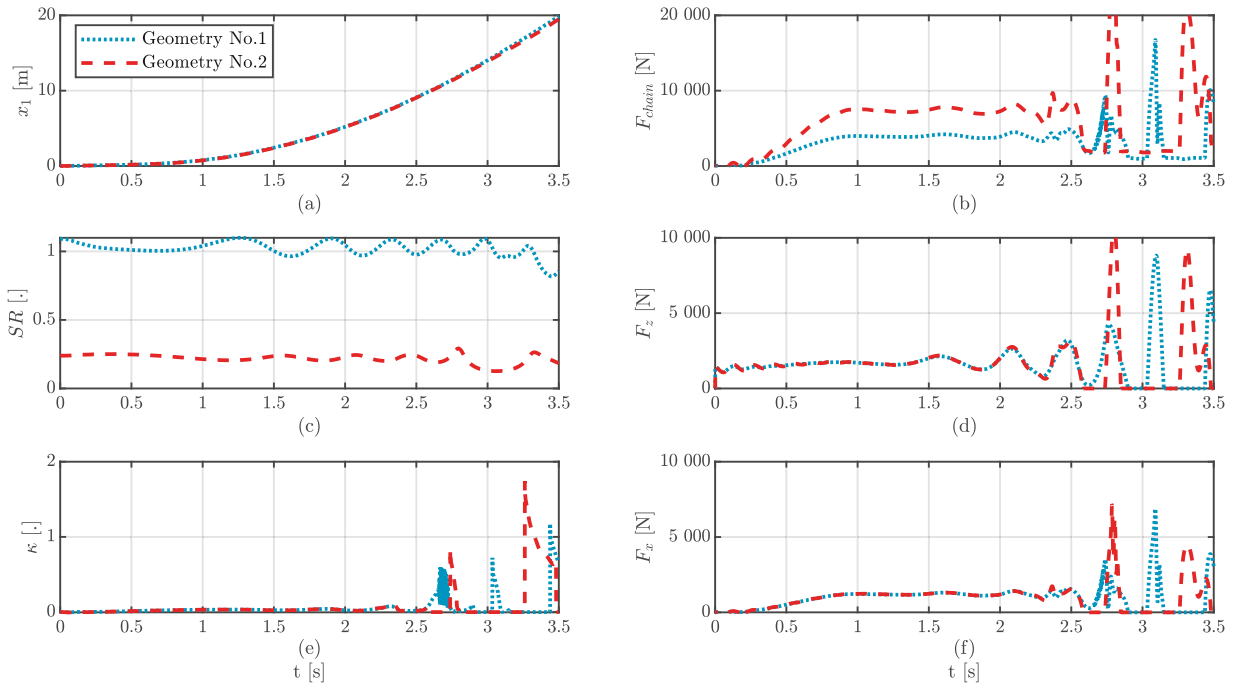 20
10
0
x₁ [m]
Geometry No.1
Geometry No.2
0 0.5 1 1.5 2 2.5 3 3.5
(a)
20 000
10 000
0
F_chain [N]
0 0.5 1 1.5 2 2.5 3 3.5
(b)
1
0.5
0
SR [.]
0 0.5 1 1.5 2 2.5 3 3.5
(c)
10 000
5 000
0
F_z [N]
0 0.5 1 1.5 2 2.5 3 3.5
(d)
2
1
0
κ [.]
0 0.5 1 1.5 2 2.5 3 3.5
(e)
t [s]
10 000
5 000
0
F_x [N]
0 0.5 1 1.5 2 2.5 3 3.5
(f)
t [s]